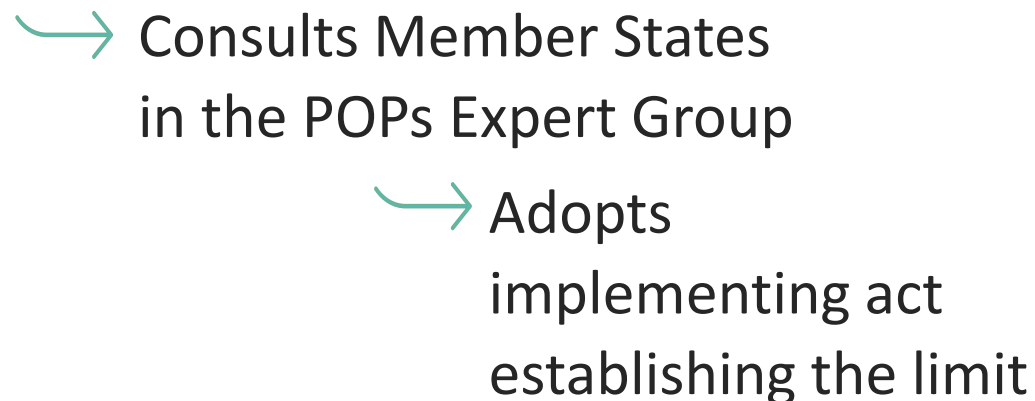 Consults Member States
in the POPs Expert Group
Adopts
implementing act
establishing the limit